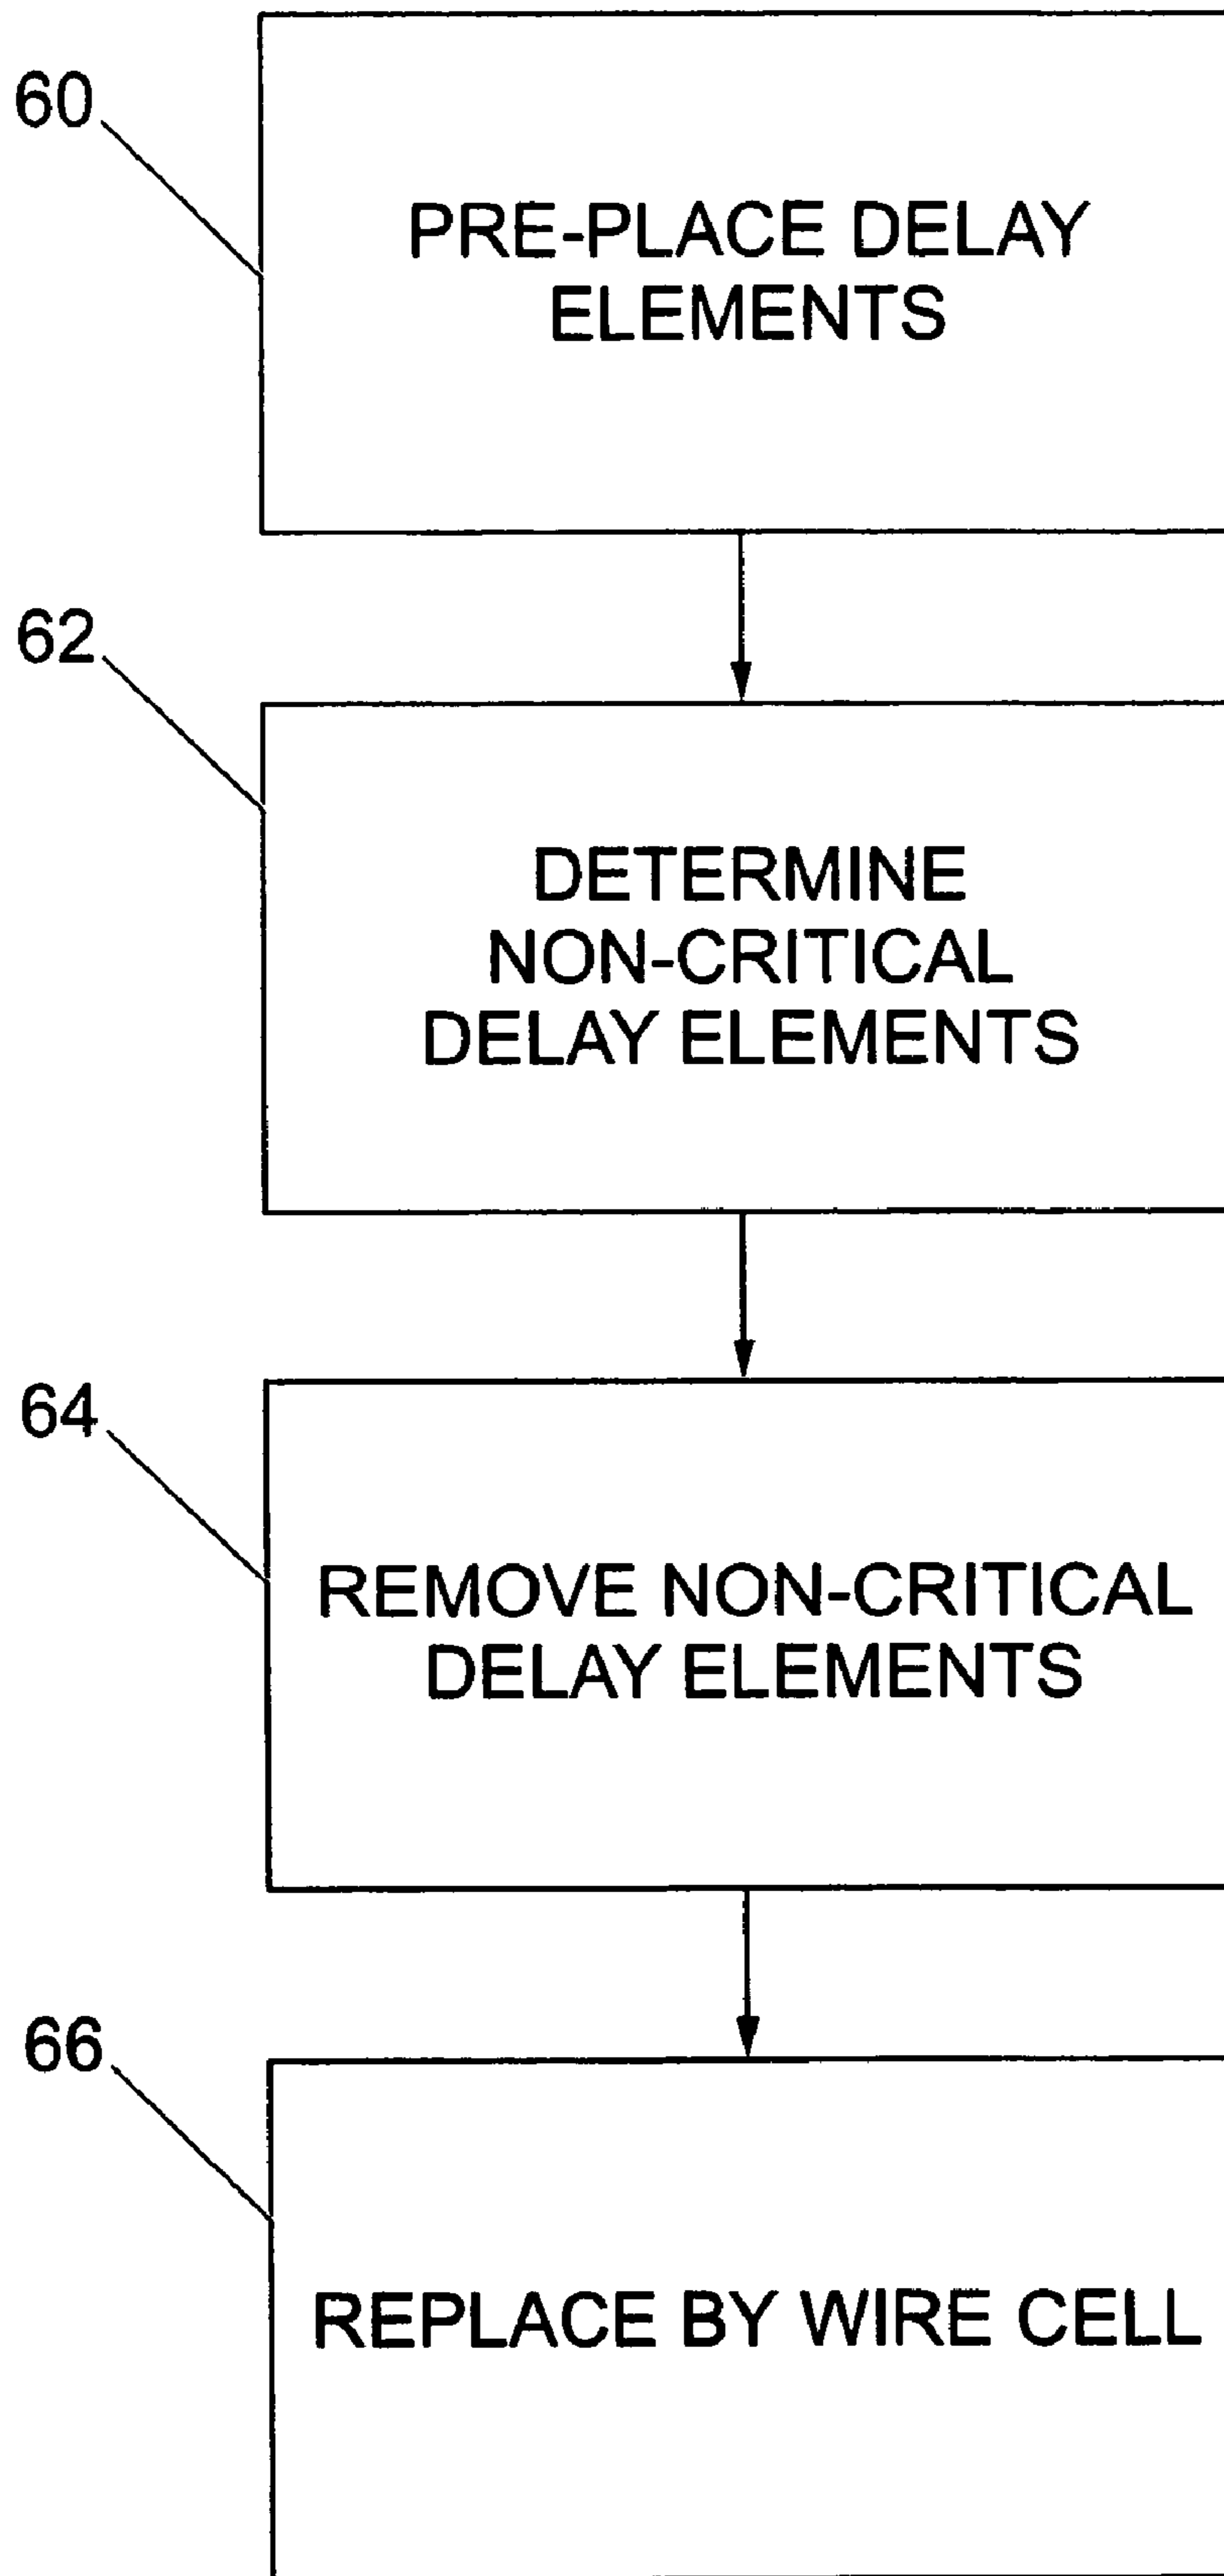 60
PRE-PLACE DELAY
ELEMENTS
62
DETERMINE
NON-CRITICAL
DELAY ELEMENTS
64
REMOVE NON-CRITICAL
DELAY ELEMENTS
66
REPLACE BY WIRE CELL